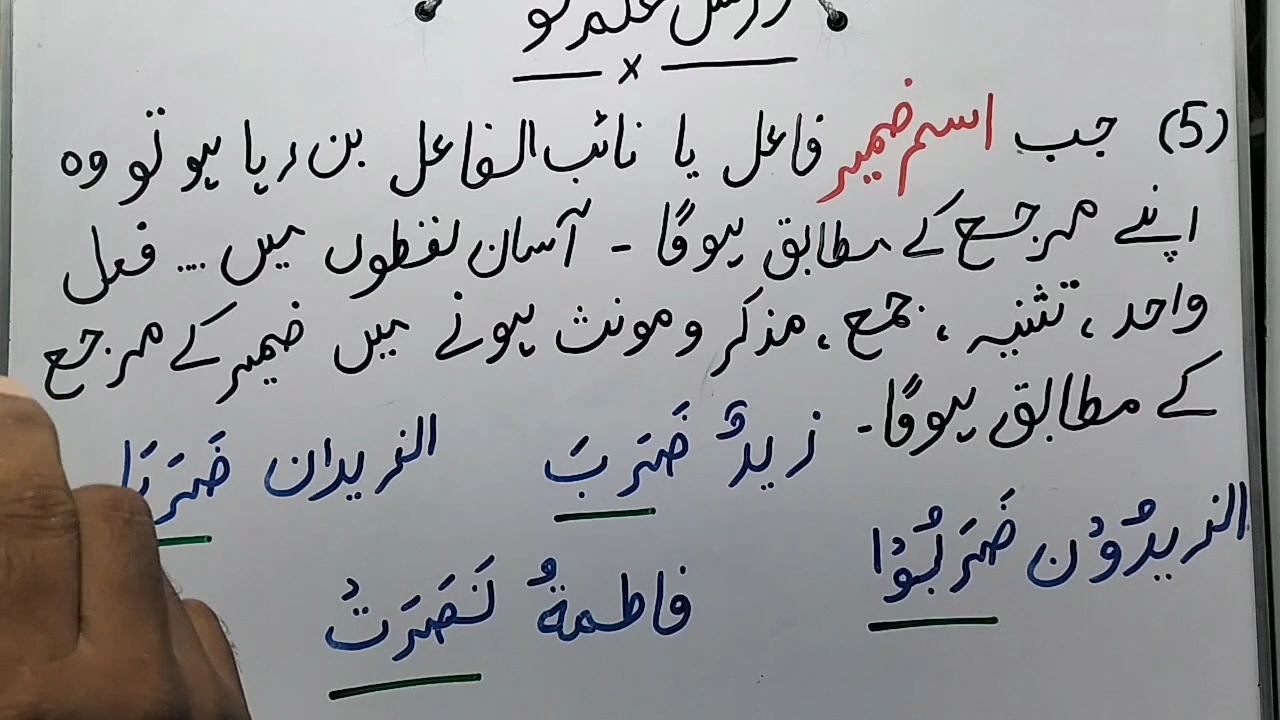 علم نحو
(5) جب اسم ضمیر فاعل یا نائب الفاعل بن رہا ہو تو وہ
اپنے مرجع کے مطابق ہوگا - آسان لفظوں میں ... فعل
واحد ، تثنیہ ، جمع ، مذکر و مونث ہونے میں ضمیر کے مرجع
کے مطابق ہوگا -
زیدٌ ضَرَبَ الزیدان ضَرَبَا
الزیدُوْن ضَرَبُوْا
فاطمةُ نَصَرَتْ